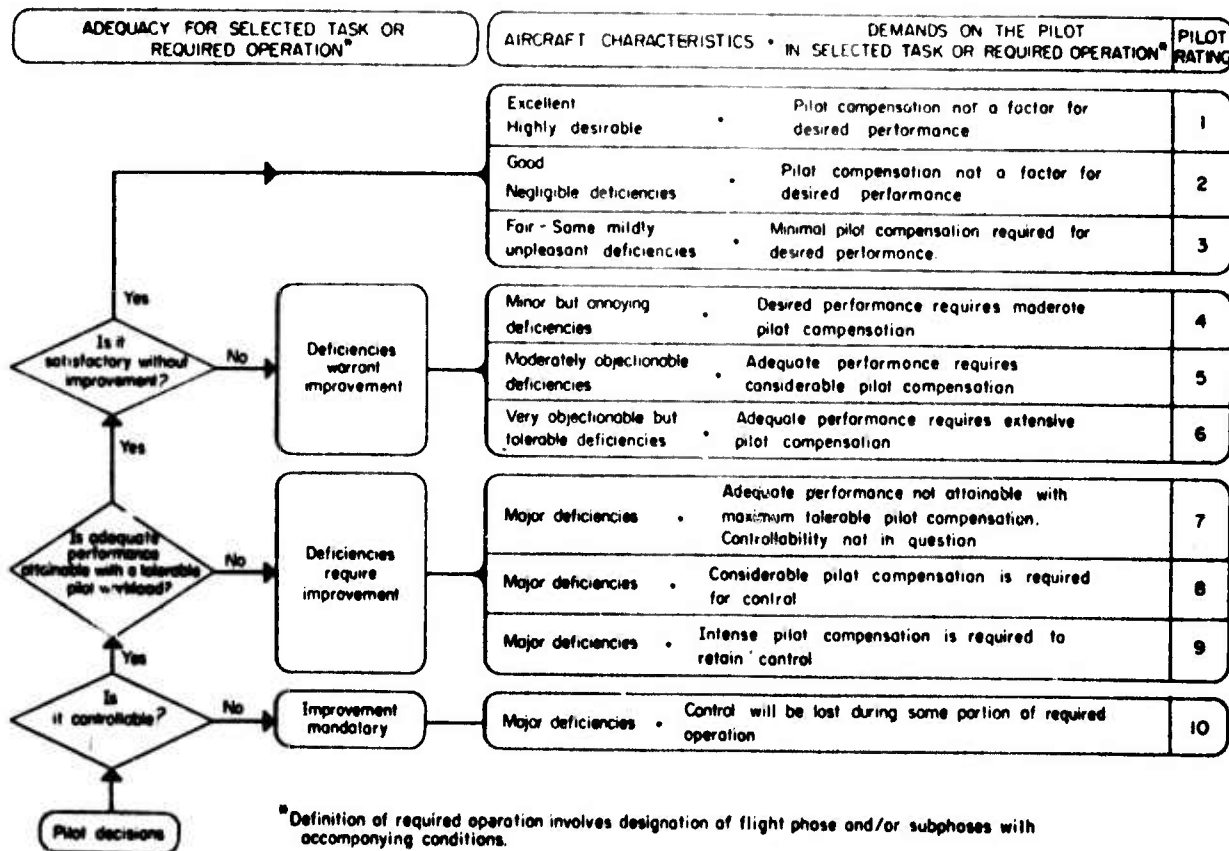 ADEQUACY FOR SELECTED TASK OR
REQUIRED OPERATION*
AIRCRAFT CHARACTERISTICS •
DEMANDS ON THE PILOT
IN SELECTED TASK OR REQUIRED OPERATION*
PILOT
RATING
Excellent
Highly desirable •
Pilot compensation not a factor for
desired performance
1
Good
Negligible deficiencies •
Pilot compensation not a factor for
desired performance
2
Fair - Some mildly
unpleasant deficiencies •
Minimal pilot compensation required for
desired performance.
3
Yes
Is it
satisfactory without
improvement?
No
Deficiencies
warrant
improvement
Minor but annoying
deficiencies •
Desired performance requires moderate
pilot compensation
4
Moderately objectionable
deficiencies •
Adequate performance requires
considerable pilot compensation
5
Very objectionable but
tolerable deficiencies •
Adequate performance requires extensive
pilot compensation
6
Yes
Is adequate
performance
attainable with a tolerable
pilot workload?
No
Deficiencies
require
improvement
Major deficiencies •
Adequate performance not attainable with
maximum tolerable pilot compensation.
Controllability not in question
7
Major deficiencies •
Considerable pilot compensation is required
for control
8
Major deficiencies •
Intense pilot compensation is required to
retain control
9
Yes
Is
it controllable?
No
Improvement
mandatory
Major deficiencies •
Control will be lost during some portion of required
operation
10
Pilot decisions
*Definition of required operation involves designation of flight phase and/or subphases with
accompanying conditions.